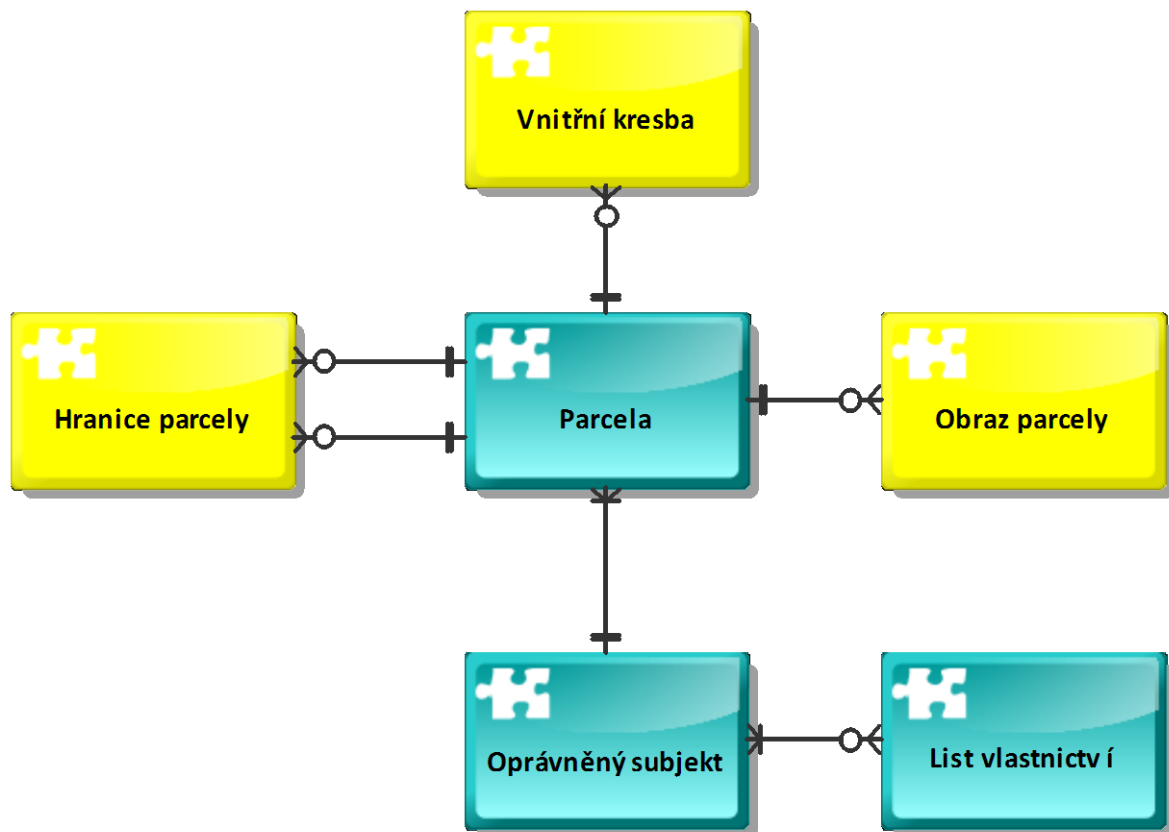 Vnitřní kresba
Hranice parcely
Parcela
Obraz parcely
Oprávněný subjekt
List vlastnictv í